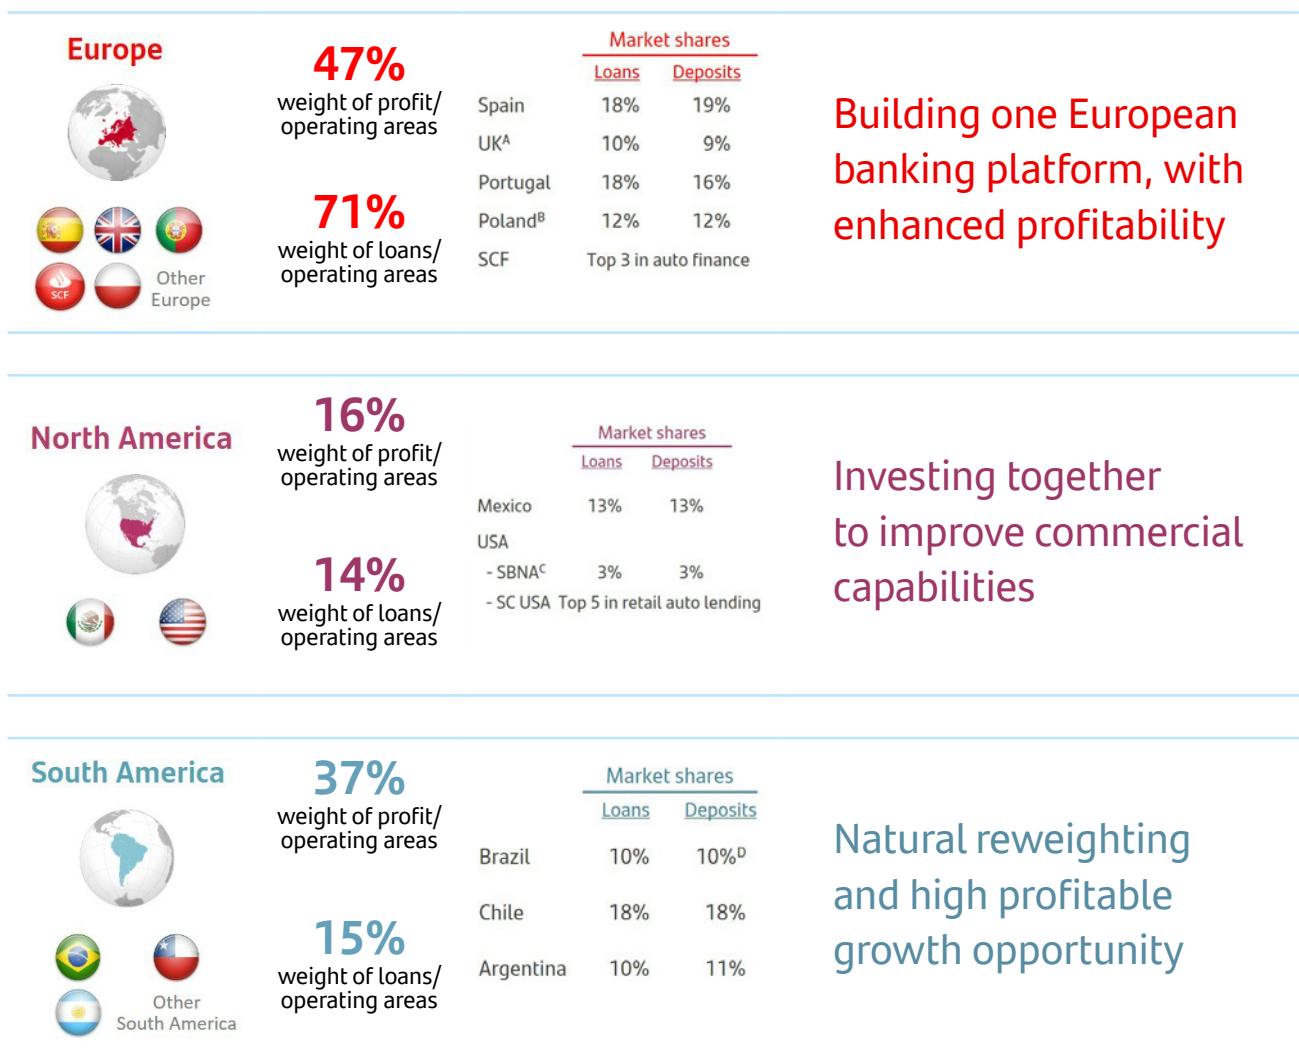 Europe
47%
weight of profit/
operating areas
71%
weight of loans/
operating areas
SCF
Other
Europe
Market shares
Loans Deposits
Spain 18% 19%
UKᴬ 10% 9%
Portugal 18% 16%
Polandᴮ 12% 12%
SCF Top 3 in auto finance
Building one European
banking platform, with
enhanced profitability
North America
16%
weight of profit/
operating areas
14%
weight of loans/
operating areas
Market shares
Loans Deposits
Mexico 13% 13%
USA
- SBNAᶜ 3% 3%
- SC USA Top 5 in retail auto lending
Investing together
to improve commercial
capabilities
South America
37%
weight of profit/
operating areas
15%
weight of loans/
operating areas
Other
South America
Market shares
Loans Deposits
Brazil 10% 10%ᴰ
Chile 18% 18%
Argentina 10% 11%
Natural reweighting
and high profitable
growth opportunity